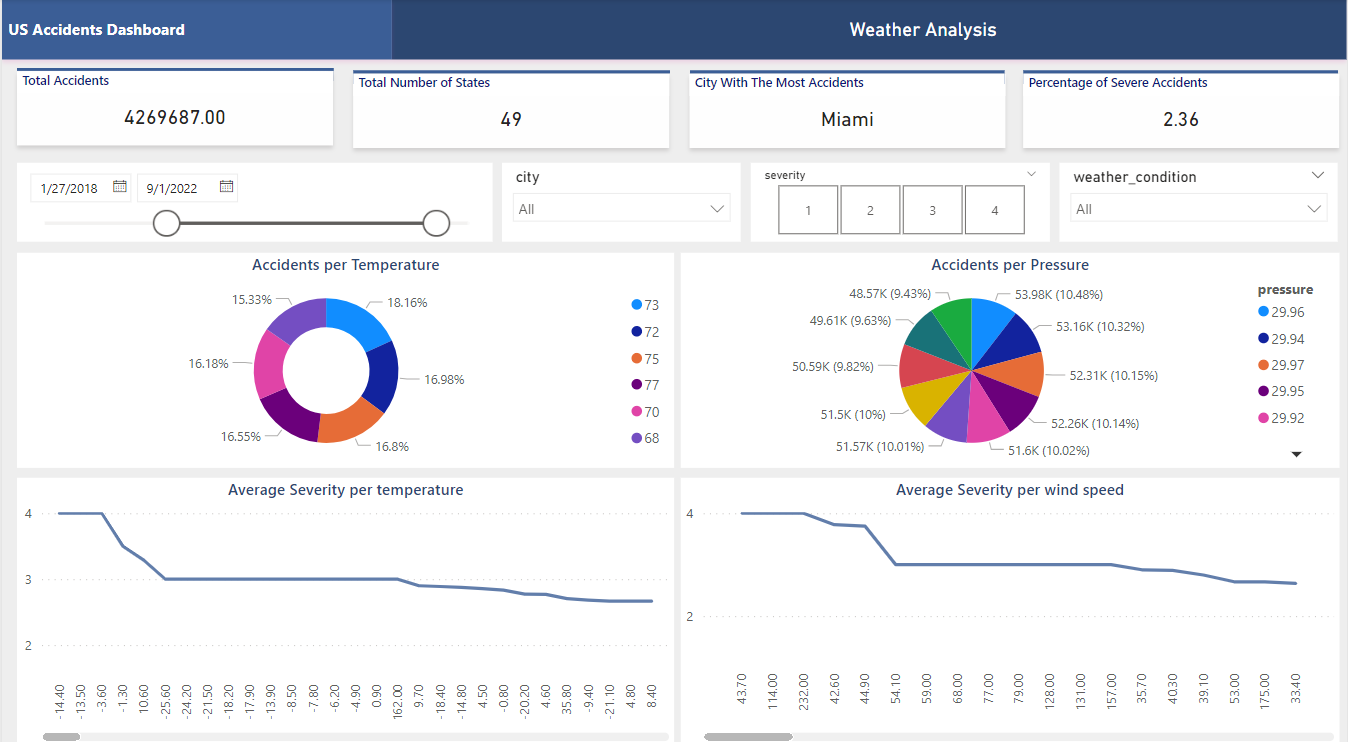 US Accidents Dashboard
Weather Analysis
Total Accidents
4269687.00
Total Number of States
49
City With The Most Accidents
Miami
Percentage of Severe Accidents
2.36
1/27/2018
9/1/2022
city
All
severity
1
2
3
4
weather_condition
All
Accidents per Temperature
15.33%
18.16%
16.18%
16.98%
16.55%
16.8%
73
72
75
77
70
68
Accidents per Pressure
48.57K (9.43%)
53.98K (10.48%)
49.61K (9.63%)
53.16K (10.32%)
50.59K (9.82%)
52.31K (10.15%)
51.5K (10%)
52.26K (10.14%)
51.57K (10.01%)
51.6K (10.02%)
pressure
29.96
29.94
29.97
29.95
29.92
Average Severity per temperature
4
3
2
-14.40
-13.50
-3.60
-1.30
10.60
-25.60
-24.20
-21.50
-18.20
-17.90
-13.90
-8.50
-7.80
-6.20
-4.90
0.90
162.00
9.70
-18.40
-14.80
4.50
-0.80
-20.20
4.60
35.80
-9.40
-21.10
4.80
8.40
Average Severity per wind speed
4
2
43.70
114.00
232.00
42.60
44.90
54.10
59.00
68.00
77.00
79.00
128.00
131.00
157.00
35.70
40.30
39.10
53.00
175.00
33.40